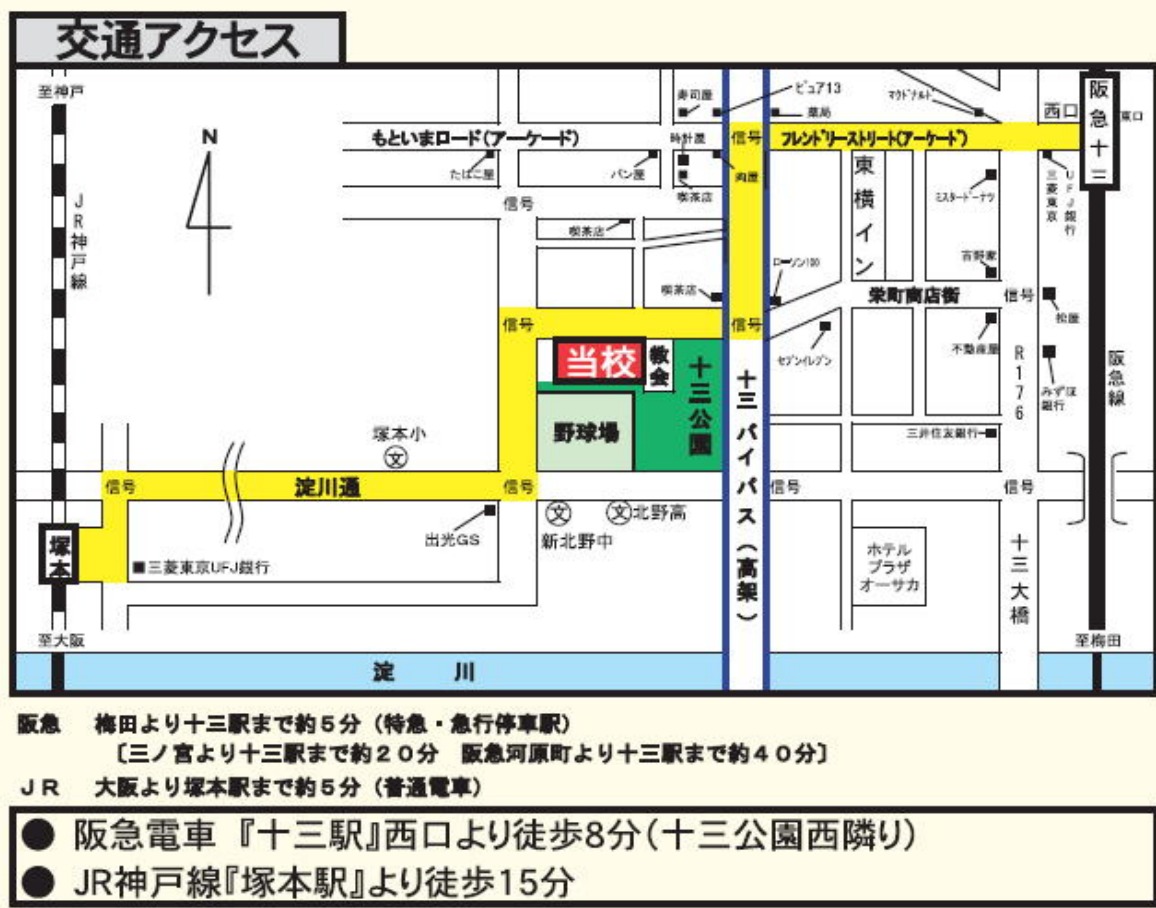 交通アクセス
至神戸
JR神戸線
N
もといまロード(アーケード)
たばこ屋
パン屋
寿司屋
ピュア13
時計屋
喫茶店
肉屋
薬局
信号
マクドナルド
フレンドリーストリート(アーケード)
西口
阪急十三
東口
三菱東京UFJ銀行
東横イン
ミスタードーナツ
吉野家
信号
喫茶店
喫茶店
ローソン100
栄町商店街
信号
松屋
信号
信号
当校
教会
十三公園
野球場
セブンイレブン
不動産屋
R176
みずほ銀行
阪急線
三井住友銀行
十三バイパス(高架)
塚本小
文
信号
淀川通
信号
信号
信号
塚本
三菱東京UFJ銀行
出光GS
文
新北野中
文北野高
ホテル
プラザ
オーサカ
十三大橋
至大阪
至梅田
淀川
阪急 梅田より十三駅まで約5分(特急・急行停車駅)
〔三ノ宮より十三駅まで約20分 阪急河原町より十三駅まで約40分〕
JR 大阪より塚本駅まで約5分(普通電車)
● 阪急電車『十三駅』西口より徒歩8分(十三公園西隣り)
● JR神戸線『塚本駅』より徒歩15分